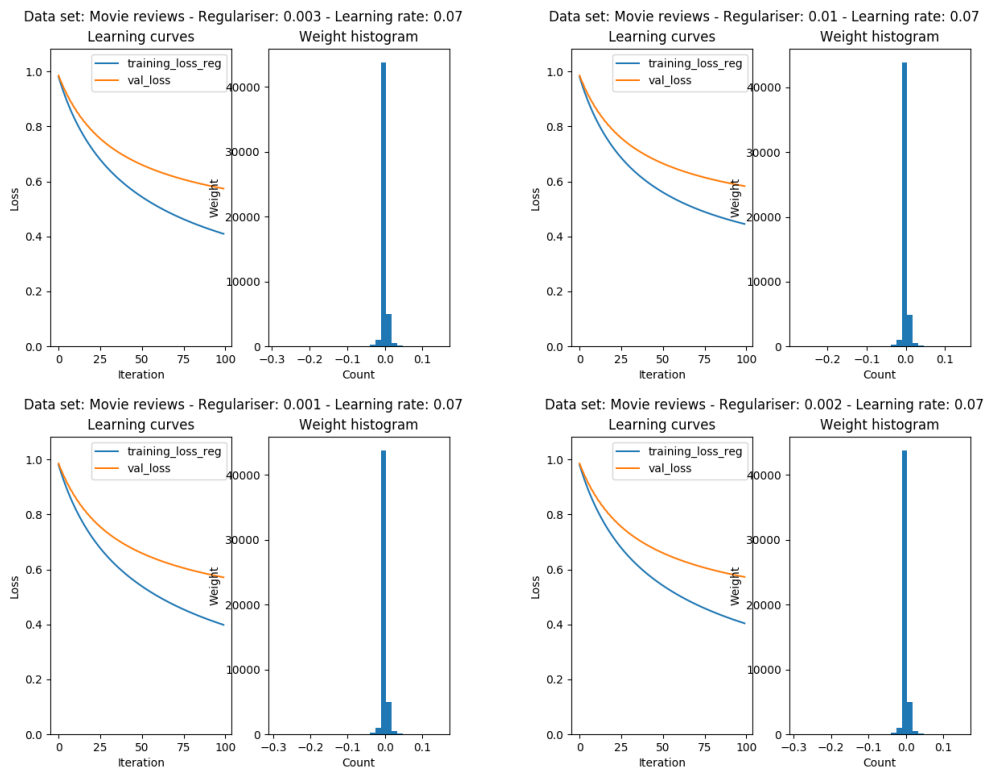 Data set: Movie reviews - Regulariser: 0.003 - Learning rate: 0.07
Learning curves
Weight histogram
training_loss_reg
val_loss
1.0
0.8
0.6
0.4
0.2
0.0
Loss
0 25 50 75 100
Iteration
40000
30000
20000
10000
0
Weight
−0.3 −0.2 −0.1 0.0 0.1
Count
Data set: Movie reviews - Regulariser: 0.01 - Learning rate: 0.07
Learning curves
Weight histogram
training_loss_reg
val_loss
1.0
0.8
0.6
0.4
0.2
0.0
Loss
0 25 50 75 100
Iteration
40000
30000
20000
10000
0
Weight
−0.2 −0.1 0.0 0.1
Count
Data set: Movie reviews - Regulariser: 0.001 - Learning rate: 0.07
Learning curves
Weight histogram
training_loss_reg
val_loss
1.0
0.8
0.6
0.4
0.2
0.0
Loss
0 25 50 75 100
Iteration
40000
30000
20000
10000
0
Weight
−0.3 −0.2 −0.1 0.0 0.1
Count
Data set: Movie reviews - Regulariser: 0.002 - Learning rate: 0.07
Learning curves
Weight histogram
training_loss_reg
val_loss
1.0
0.8
0.6
0.4
0.2
0.0
Loss
0 25 50 75 100
Iteration
40000
30000
20000
10000
0
Weight
−0.3 −0.2 −0.1 0.0 0.1
Count